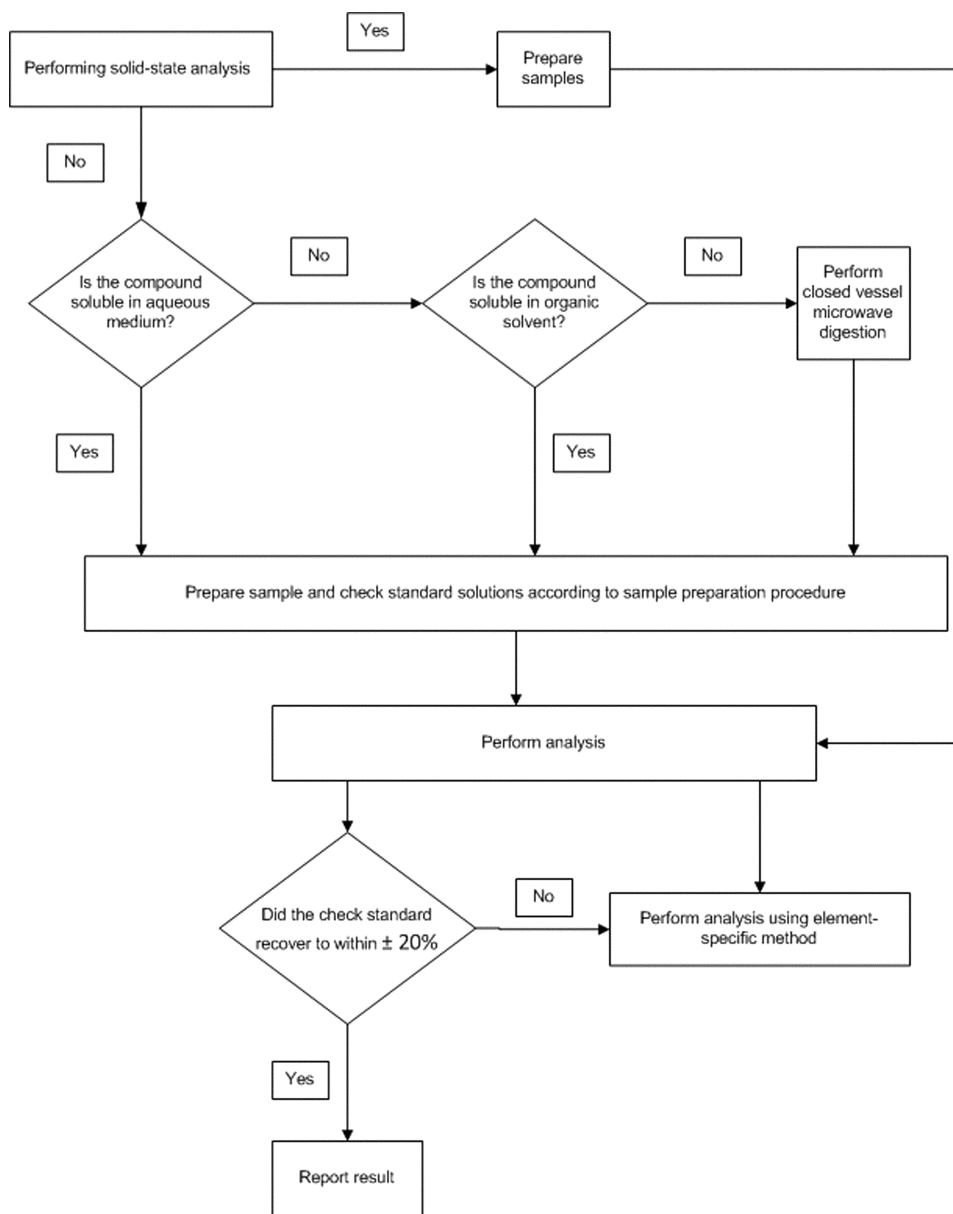 Yes
Performing solid-state analysis
Prepare
samples
No
No
No
Is the compound
soluble in aqueous
medium?
Is the compound
soluble in organic
solvent?
Perform
closed vessel
microwave
digestion
Yes
Yes
Prepare sample and check standard solutions according to sample preparation procedure
Perform analysis
No
Did the check standard
recover to within ± 20%
Perform analysis using element-
specific method
Yes
Report result